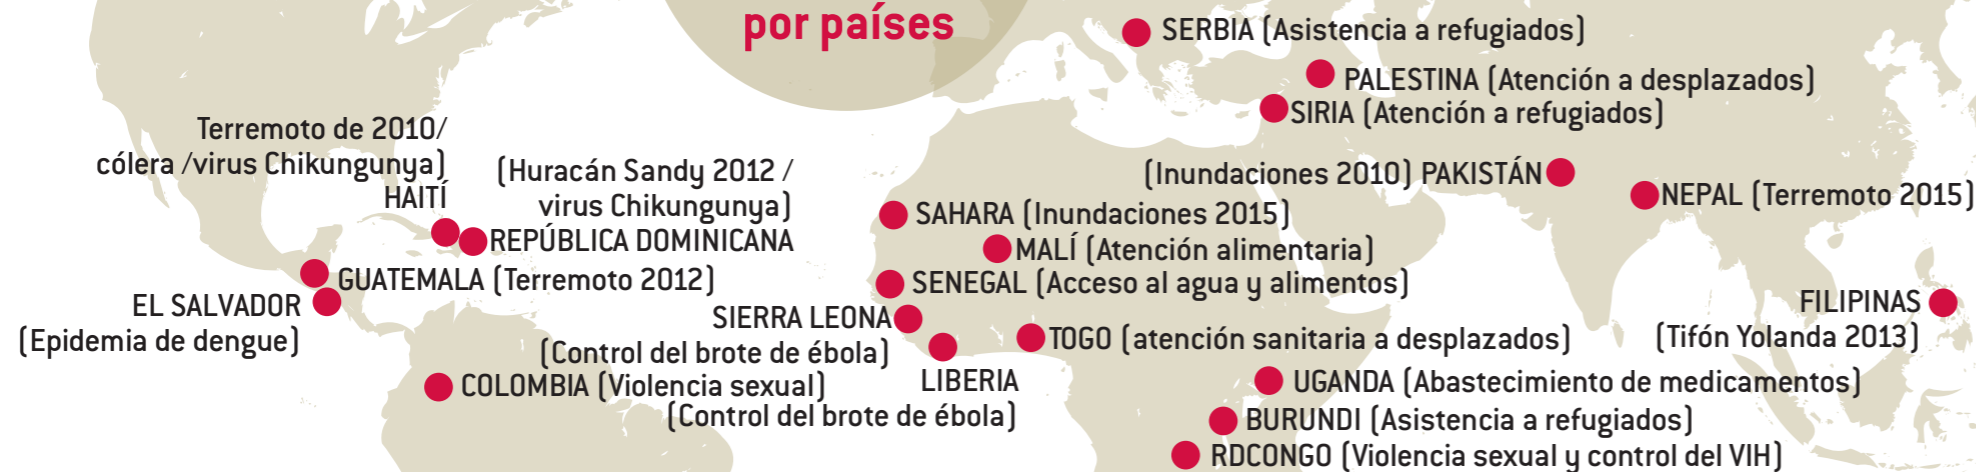 por países
SERBIA (Asistencia a refugiados)
PALESTINA (Atención a desplazados)
SIRIA (Atención a refugiados)
Terremoto de 2010/
cólera /virus Chikungunya)
HAITÍ
(Huracán Sandy 2012 /
virus Chikungunya)
REPÚBLICA DOMINICANA
(Inundaciones 2010) PAKISTÁN
NEPAL (Terremoto 2015)
SAHARA (Inundaciones 2015)
MALÍ (Atención alimentaria)
SENEGAL (Acceso al agua y alimentos)
GUATEMALA (Terremoto 2012)
EL SALVADOR
(Epidemia de dengue)
SIERRA LEONA
(Control del brote de ébola)
TOGO (atención sanitaria a desplazados)
FILIPINAS
(Tifón Yolanda 2013)
COLOMBIA (Violencia sexual)
LIBERIA
(Control del brote de ébola)
UGANDA (Abastecimiento de medicamentos)
BURUNDI (Asistencia a refugiados)
RDCONGO (Violencia sexual y control del VIH)